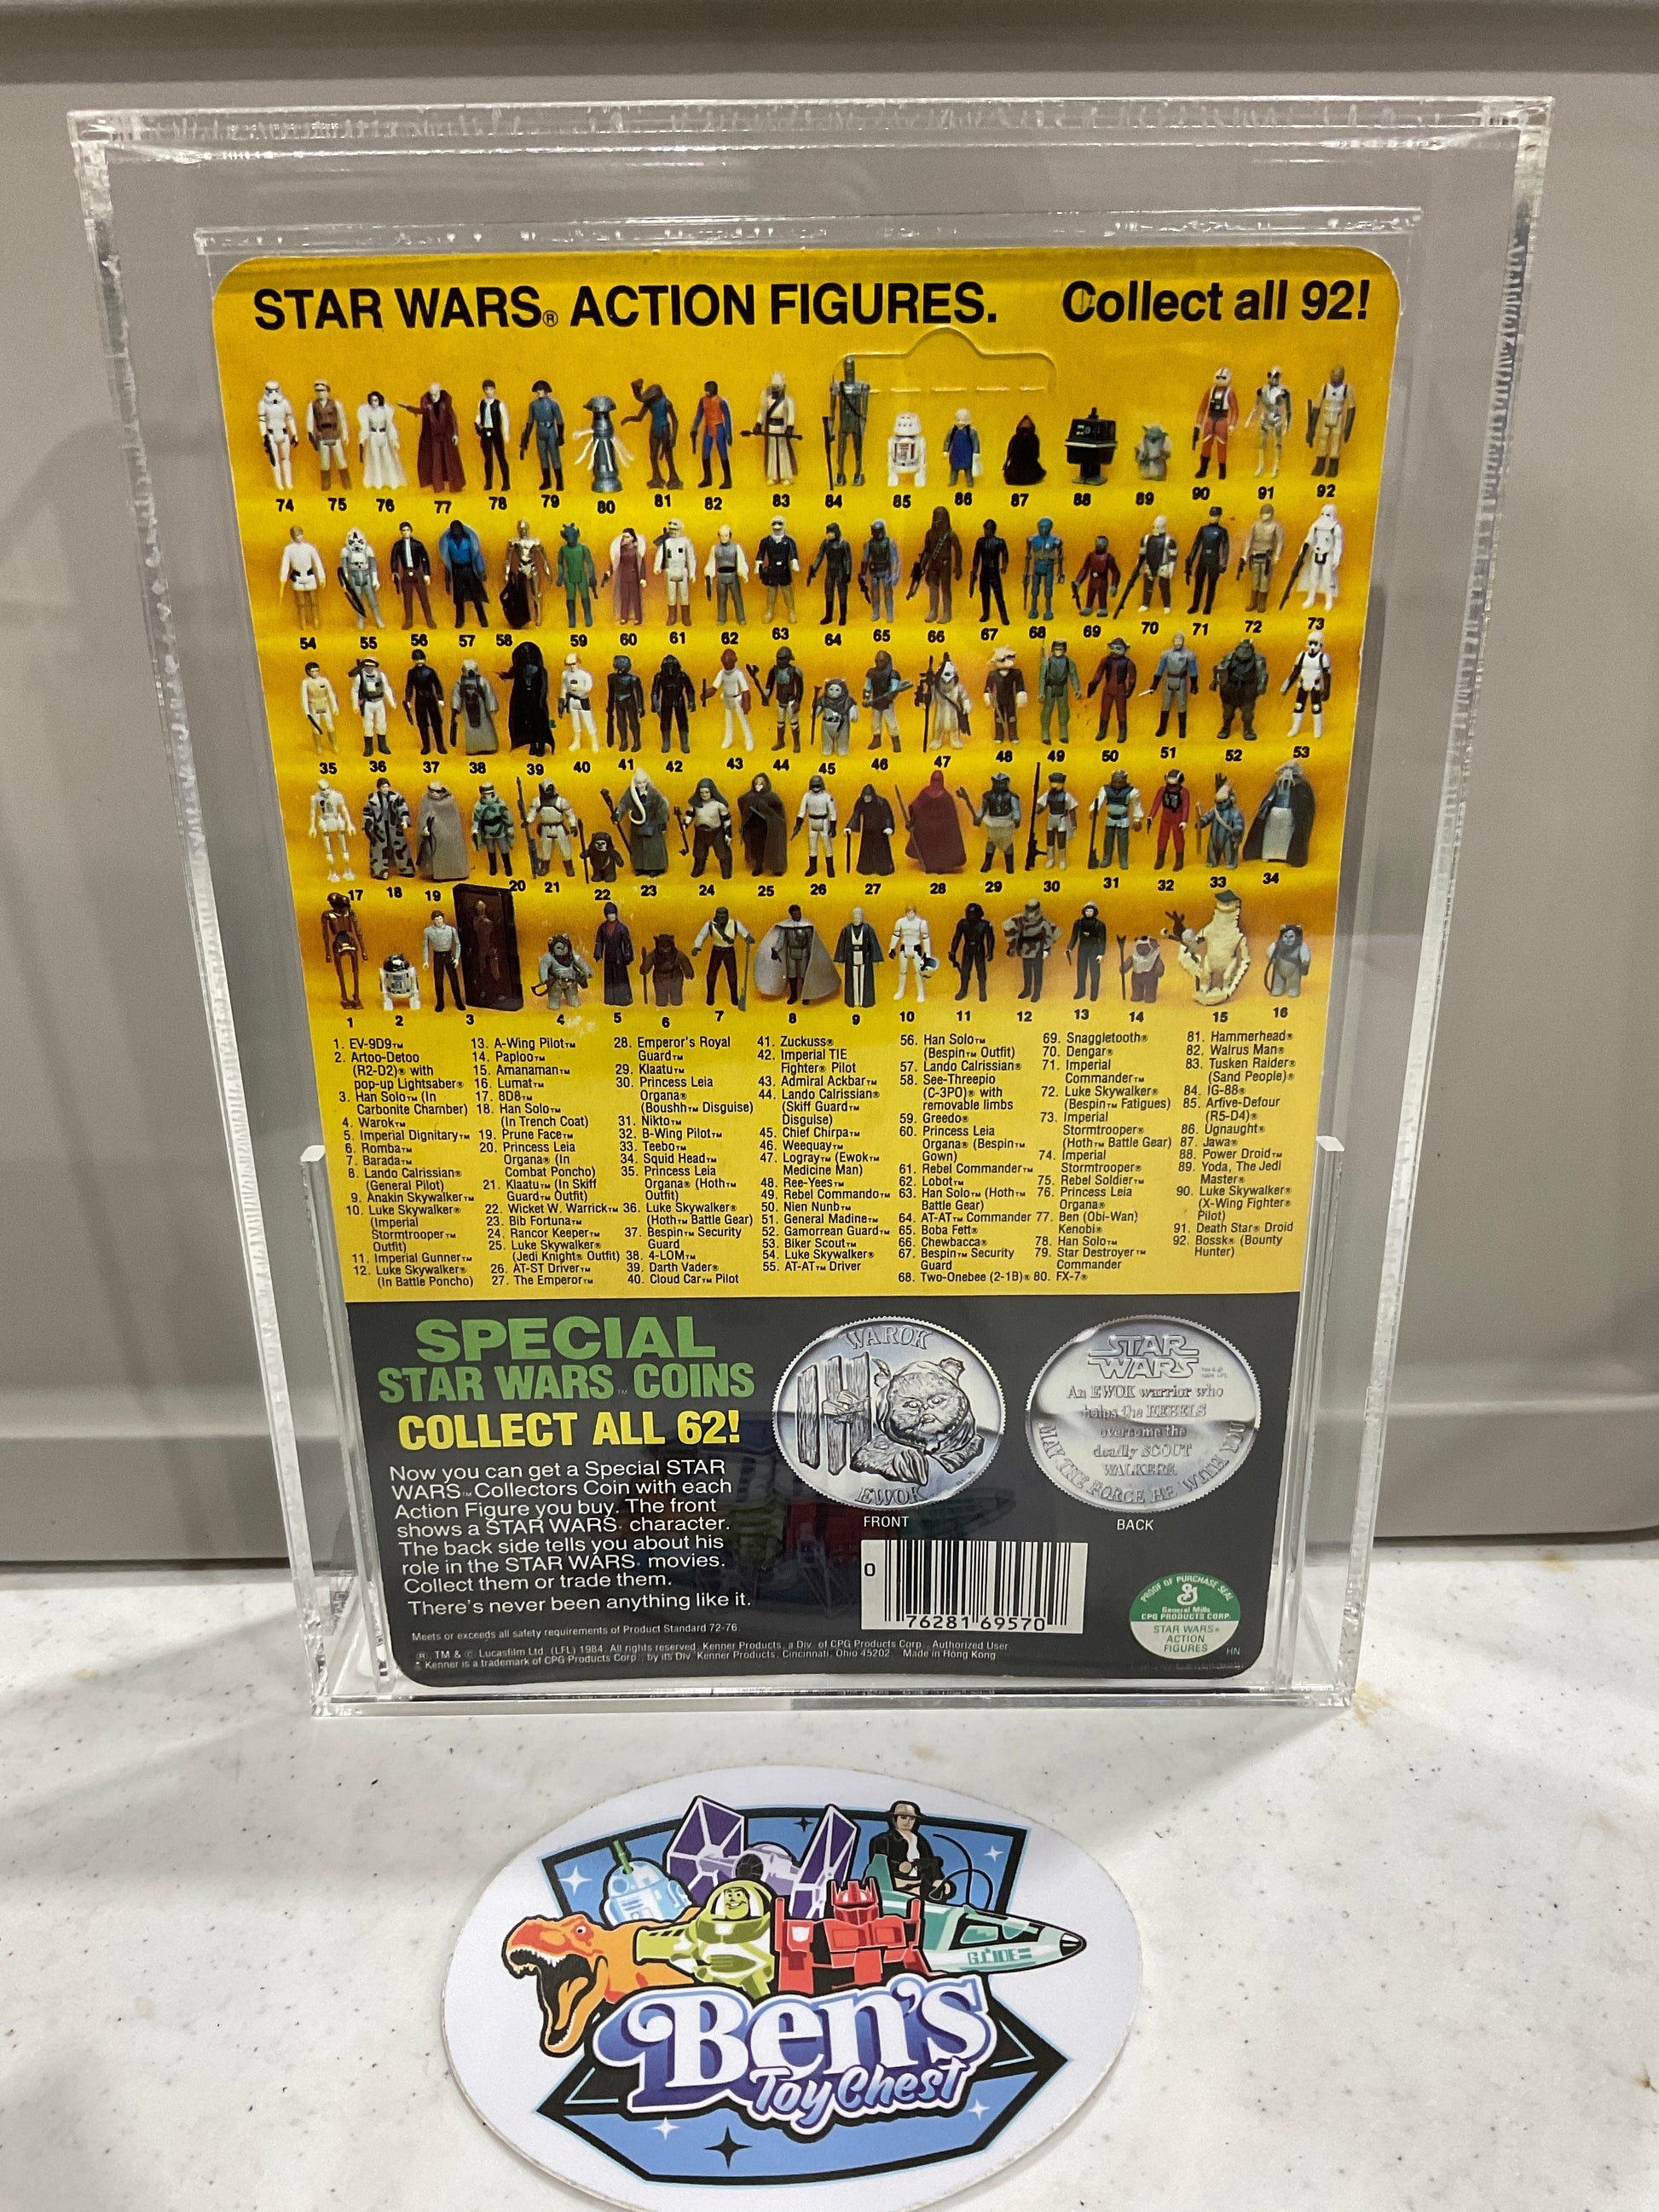 STAR WARS® ACTION FIGURES. Collect all 92!
74 75 76 77 78 79 80 81 82 83 84 85 86 87 88 89 90 91 92
54 55 56 57 58 59 60 61 62 63 64 65 66 67 68 69 70 71 72 73
35 36 37 38 39 40 41 42 43 44 45 46 47 48 49 50 51 52 53
17 18 19 20 21 22 23 24 25 26 27 28 29 30 31 32 33 34
1 2 3 4 5 6 7 8 9 10 11 12 13 14 15 16
1. EV-9D9™
2. Artoo-Detoo
(R2-D2)® with
pop-up Lightsaber®
3. Han Solo™ (In
Carbonite Chamber)
4. Warok™
5. Imperial Dignitary™
6. Romba™
7. Barada™
8. Lando Calrissian®
(General Pilot)
9. Anakin Skywalker™
10. Luke Skywalker®
(Imperial
Stormtrooper™
Outfit)
11. Imperial Gunner™
12. Luke Skywalker®
(In Battle Poncho)
13. A-Wing Pilot™
14. Paploo™
15. Amanaman™
16. Lumat™
17. 8D8™
18. Han Solo™
(In Trench Coat)
19. Prune Face™
20. Princess Leia
Organa® (In
Combat Poncho)
21. Klaatu™ (In Skiff
Guard™ Outfit)
22. Wicket W. Warrick™
23. Bib Fortuna™
24. Rancor Keeper™
25. Luke Skywalker®
(Jedi Knight® Outfit)
26. AT-ST Driver™
27. The Emperor™
28. Emperor's Royal
Guard™
29. Klaatu™
30. Princess Leia
Organa®
(Boushh™ Disguise)
31. Nikto™
32. B-Wing Pilot™
33. Teebo™
34. Squid Head™
35. Princess Leia
Organa® (Hoth™
Outfit)
36. Luke Skywalker®
(Hoth™ Battle Gear)
37. Bespin™ Security
Guard
38. 4-LOM™
39. Darth Vader®
40. Cloud Car™ Pilot
41. Zuckuss®
42. Imperial TIE
Fighter® Pilot
43. Admiral Ackbar™
44. Lando Calrissian®
(Skiff Guard™
Disguise)
45. Chief Chirpa™
46. Weequay™
47. Logray™ (Ewok™
Medicine Man)
48. Ree-Yees™
49. Rebel Commando™
50. Nien Nunb™
51. General Madine™
52. Gamorrean Guard™
53. Biker Scout™
54. Luke Skywalker®
55. AT-AT™ Driver
56. Han Solo™
(Bespin™ Outfit)
57. Lando Calrissian®
58. See-Threepio
(C-3PO)® with
removable limbs
59. Greedo®
60. Princess Leia
Organa® (Bespin™
Gown)
61. Rebel Commander™
62. Lobot™
63. Han Solo™ (Hoth™
Battle Gear)
64. AT-AT™ Commander
65. Boba Fett®
66. Chewbacca®
67. Bespin™ Security
Guard
68. Two-Onebee (2-1B)®
69. Snaggletooth®
70. Dengar®
71. Imperial
Commander™
72. Luke Skywalker®
(Bespin™ Fatigues)
73. Imperial
Stormtrooper®
(Hoth™ Battle Gear)
74. Imperial
Stormtrooper®
75. Rebel Soldier™
76. Princess Leia
Organa®
77. Ben (Obi-Wan)
Kenobi®
78. Han Solo™
79. Star Destroyer™
Commander
80. FX-7®
81. Hammerhead®
82. Walrus Man®
83. Tusken Raider®
(Sand People)®
84. IG-88®
85. Arfive-Defour
(R5-D4)®
86. Ugnaught®
87. Jawa®
88. Power Droid™
89. Yoda, The Jedi
Master®
90. Luke Skywalker®
(X-Wing Fighter®
Pilot)
91. Death Star® Droid
92. Bossk® (Bounty
Hunter)
SPECIAL
STAR WARS™ COINS
COLLECT ALL 62!
Now you can get a Special STAR
WARS™ Collectors Coin with each
Action Figure you buy. The front
shows a STAR WARS® character.
The back side tells you about his
role in the STAR WARS® movies.
Collect them or trade them.
There's never been anything like it.
WAROK
EWOK
FRONT
STAR
WARS
An EWOK warrior who
helps the REBELS
overcome the
deadly SCOUT
WALKERS
MAY THE FORCE BE WITH YOU
BACK
0 76281 69570
PROOF OF PURCHASE SEAL
General Mills
CPG PRODUCTS CORP.
STAR WARS®
ACTION
FIGURES
HN
Meets or exceeds all safety requirements of Product Standard 72-76.
®, TM & © Lucasfilm Ltd. (LFL) 1984. All rights reserved. Kenner Products, a Div. of CPG Products Corp., Authorized User.
® Kenner is a trademark of CPG Products Corp., by its Div. Kenner Products, Cincinnati, Ohio 45202. Made in Hong Kong
G.I. JOE
Ben's
Toy Chest